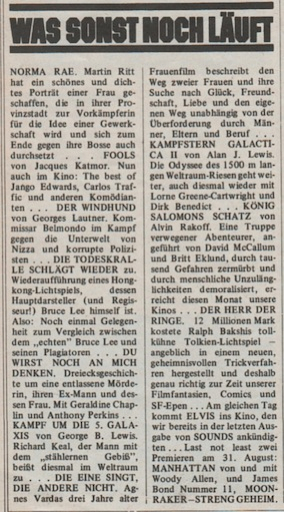 WAS SONST NOCH LÄUFT
NORMA RAE. Martin Ritt
hat ein schönes und dich-
tes Porträt einer Frau ge-
schaffen, die in ihrer Pro-
vinzstadt zur Vorkämpferin
für die Idee einer Gewerk-
schaft wird und sich zum
Ende gegen ihre Bosse auch
durchsetzt . . . FOOLS
von Jacques Katmor. Nun
auch im Kino: The best of
Jango Edwards, Carlos Traf-
fic und anderen Komödian-
ten . . . DER WINDHUND
von Georges Lautner. Kom-
missar Belmondo im Kampf
gegen die Unterwelt von
Nizza und korrupte Polizi-
sten . . . DIE TODESKRAL-
LE SCHLÄGT WIEDER zu.
Wiederaufführung eines Hong-
kong-Lichtspiels, dessen
Hauptdarsteller (und Regis-
seur!) Bruce Lee himself ist.
Also: Noch einmal Gelegen-
heit zum Vergleich zwischen
dem „echten" Bruce Lee und
seinen Plagiatoren . . . DU
WIRST NOCH AN MICH
DENKEN. Dreiecksgeschich-
te um eine entlassene Mörde-
rin, ihren Ex-Mann und des-
sen Frau. Mit Geraldine Chap-
lin und Anthony Perkins . . .
KAMPF UM DIE 5. GALA-
XIS von George B. Lewis.
Richard Keal, der Mann mit
dem „stählernen Gebiß",
beißt diesmal im Weltraum
zu . . . DIE EINE SINGT,
DIE ANDERE NICHT. Ag-
nes Vardas drei Jahre alter
Frauenfilm beschreibt den
Weg zweier Frauen und ihre
Suche nach Glück, Freund-
schaft, Liebe und den eige-
nen Weg unabhängig von der
Überforderung durch Män-
ner, Eltern und Beruf . . .
KAMPFSTERN GALACTI-
CA II von Alan J. Lewis.
Die Odysee des 1500 m lan-
gen Weltraum-Riesen geht wei-
ter, auch diesmal wieder mit
Lorne Greene-Cartwright und
Dirk Benedict . . . KÖNIG
SALOMONS SCHATZ von
Alvin Rakoff. Eine Truppe
verwegener Abenteurer, an-
geführt von David McCallum
und Britt Eklund, durch tau-
send Gefahren zermürbt und
durch menschliche Unzuläng-
lichkeiten demoralisiert, er-
reicht diesen Monat unsere
Kinos . . . DER HERR DER
RINGE. 12 Millionen Mark
kostete Ralph Bakshis toll-
kühne Tolkien-Lichtspiel –
angeblich in einem neuen,
geheimnisvollen Trickverfah-
ren hergestellt und deshalb
genau richtig zur Zeit unserer
Filmfantasien, Comics und
SF-Epen . . . Am gleichen Tag
kommt ELVIS ins Kino, den
wir bereits in der letzten Aus-
gabe von SOUNDS ankündig-
ten . . . Last not least zwei
Premieren am 31. August:
MANHATTAN von und mit
Woody Allen, und James
Bond Nummer 11, MOON-
RAKER–STRENG GEHEIM.